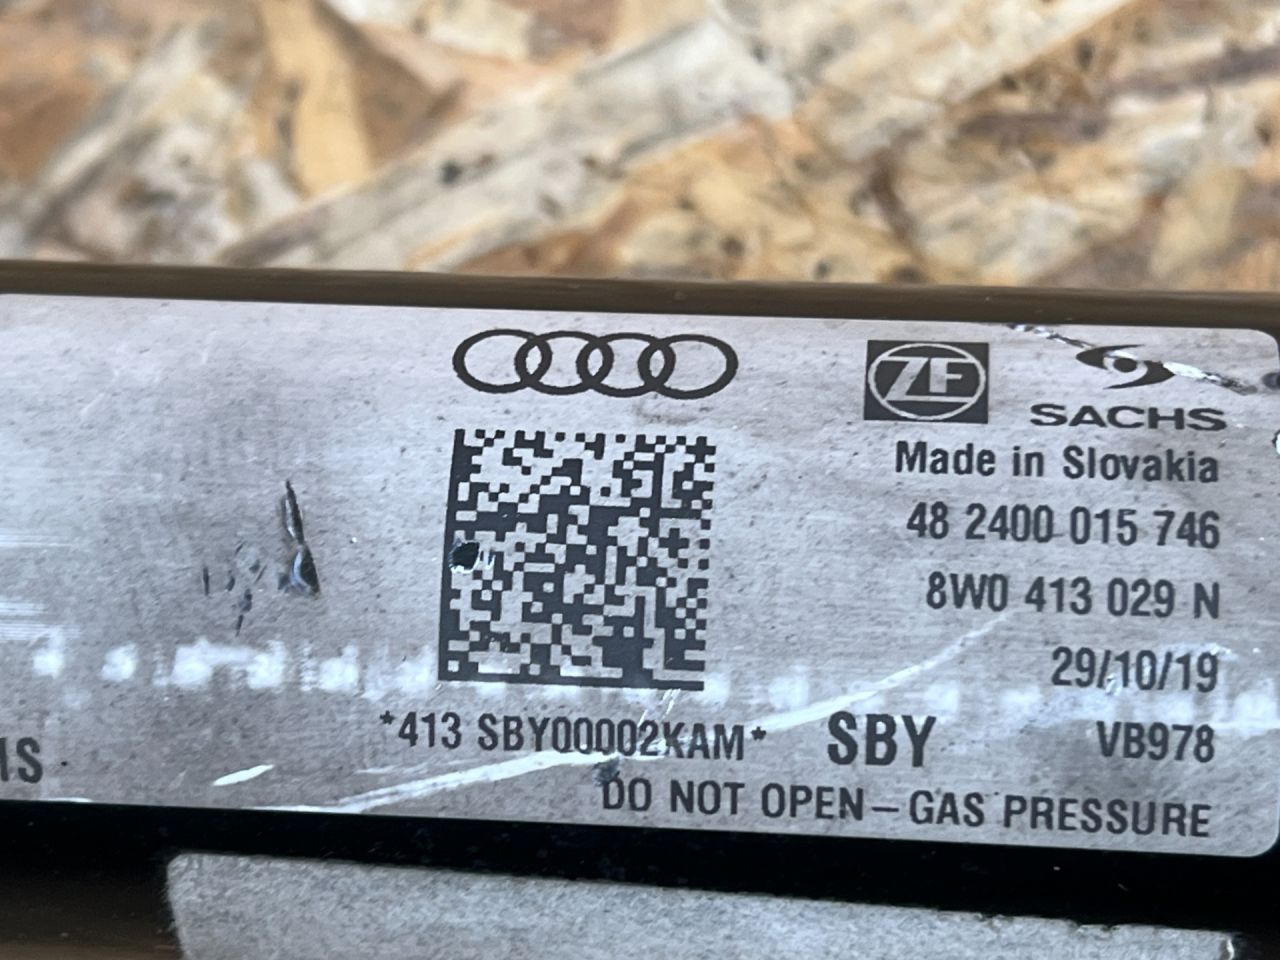 ZF
SACHS
Made in Slovakia
48 2400 015 746
8W0 413 029 N
29/10/19
*413 SBY00002KAM* SBY VB978
DO NOT OPEN – GAS PRESSURE